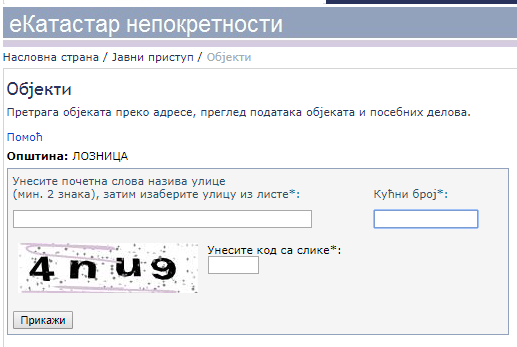 еКатастар непокретности
Насловна страна / Јавни приступ / Објекти
Објекти
Претрага објеката преко адресе, преглед података објеката и посебних делова.
Помоћ
Општина: ЛОЗНИЦА
Унесите почетна слова назива улице
(мин. 2 знака), затим изаберите улицу из листе*:
Кућни број*:
4nu9
Унесите код са слике*:
Прикажи